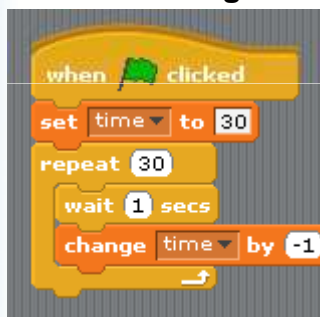 when clicked
set time to 30
repeat 30
wait 1 secs
change time by -1